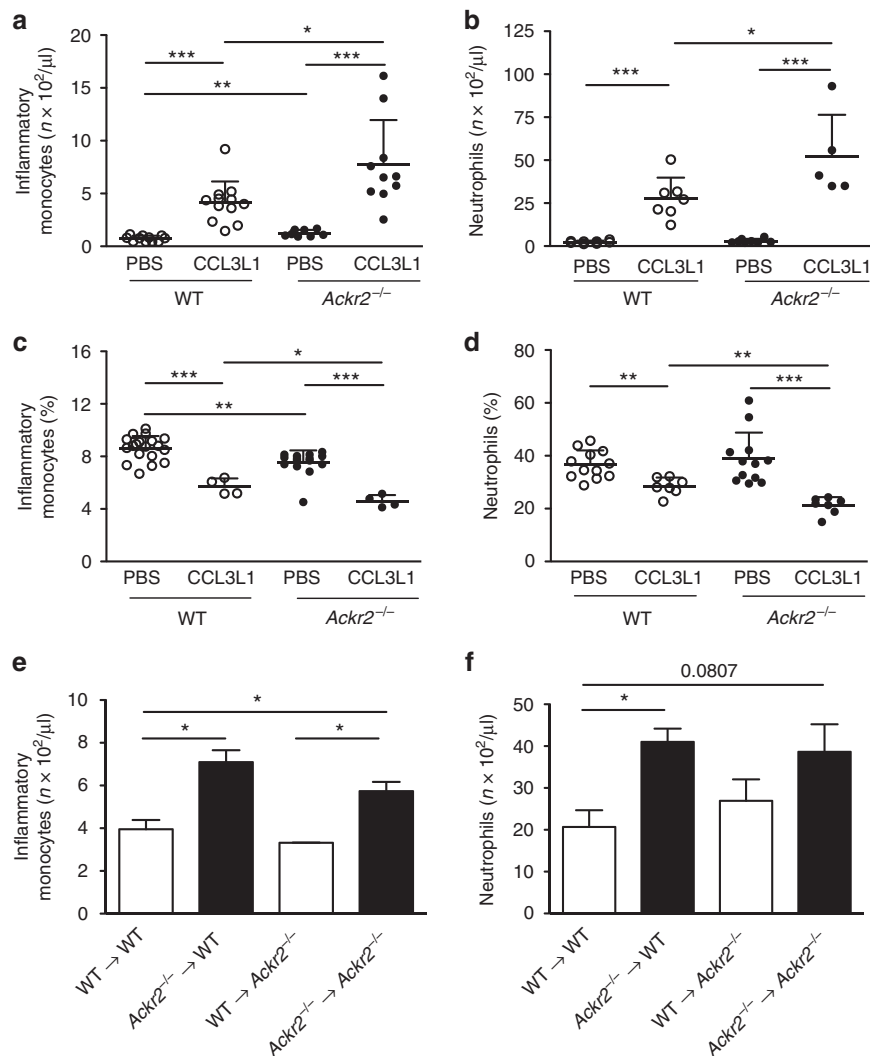 a
Inflammatory
monocytes (n × 10²/μl)
20
15
10
5
0
***
*
**
***
PBS CCL3L1 PBS CCL3L1
WT Ackr2⁻/⁻
b
Neutrophils (n × 10²/μl)
125
100
75
50
25
0
***
*
***
PBS CCL3L1 PBS CCL3L1
WT Ackr2⁻/⁻
c
Inflammatory
monocytes (%)
16
12
8
4
0
***
*
***
**
PBS CCL3L1 PBS CCL3L1
WT Ackr2⁻/⁻
d
Neutrophils (%)
80
60
40
20
0
**
**
***
PBS CCL3L1 PBS CCL3L1
WT Ackr2⁻/⁻
e
Inflammatory
monocytes (n × 10²/μl)
10
8
6
4
2
0
*
*
*
WT → WT
Ackr2⁻/⁻ → WT
WT → Ackr2⁻/⁻
Ackr2⁻/⁻ → Ackr2⁻/⁻
f
Neutrophils (n × 10²/μl)
50
40
30
20
10
0
0.0807
*
WT → WT
Ackr2⁻/⁻ → WT
WT → Ackr2⁻/⁻
Ackr2⁻/⁻ → Ackr2⁻/⁻